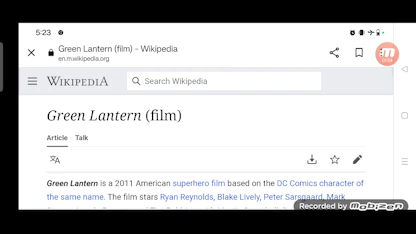 5:23
Green Lantern (film) - Wikipedia
en.m.wikipedia.org
WIKIPEDIA
Search Wikipedia
Green Lantern (film)
Article Talk
Green Lantern is a 2011 American superhero film based on the DC Comics character of
the same name. The film stars Ryan Reynolds, Blake Lively, Peter Sarsgaard, Mark
Recorded by Mobizen